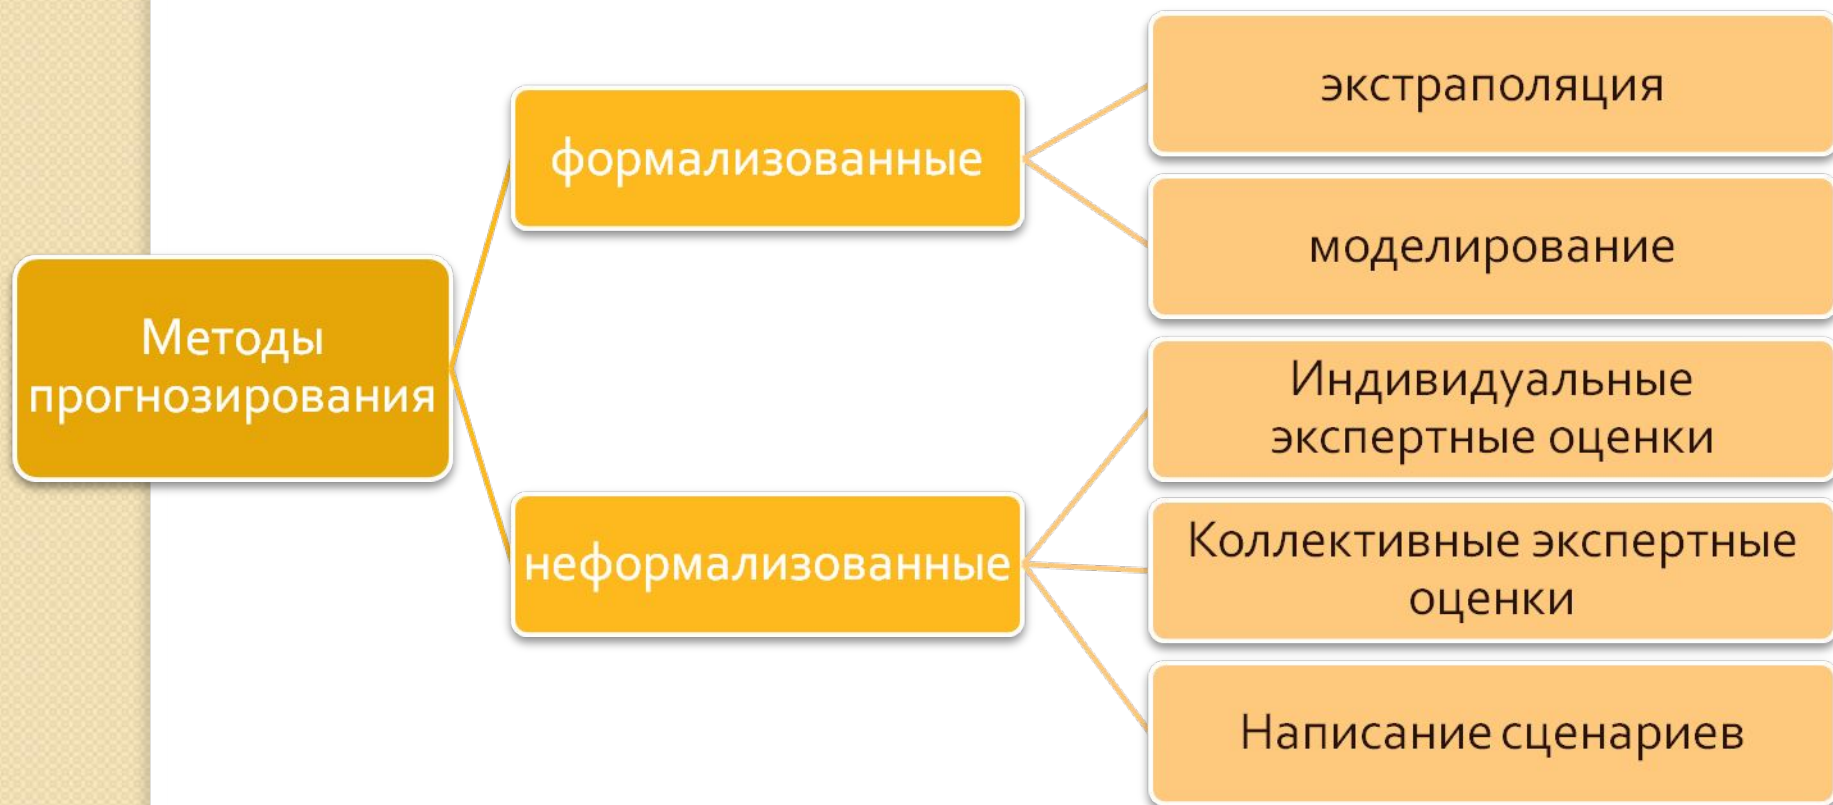 Методы
прогнозирования
формализованные
экстраполяция
моделирование
неформализованные
Индивидуальные
экспертные оценки
Коллективные экспертные
оценки
Написание сценариев